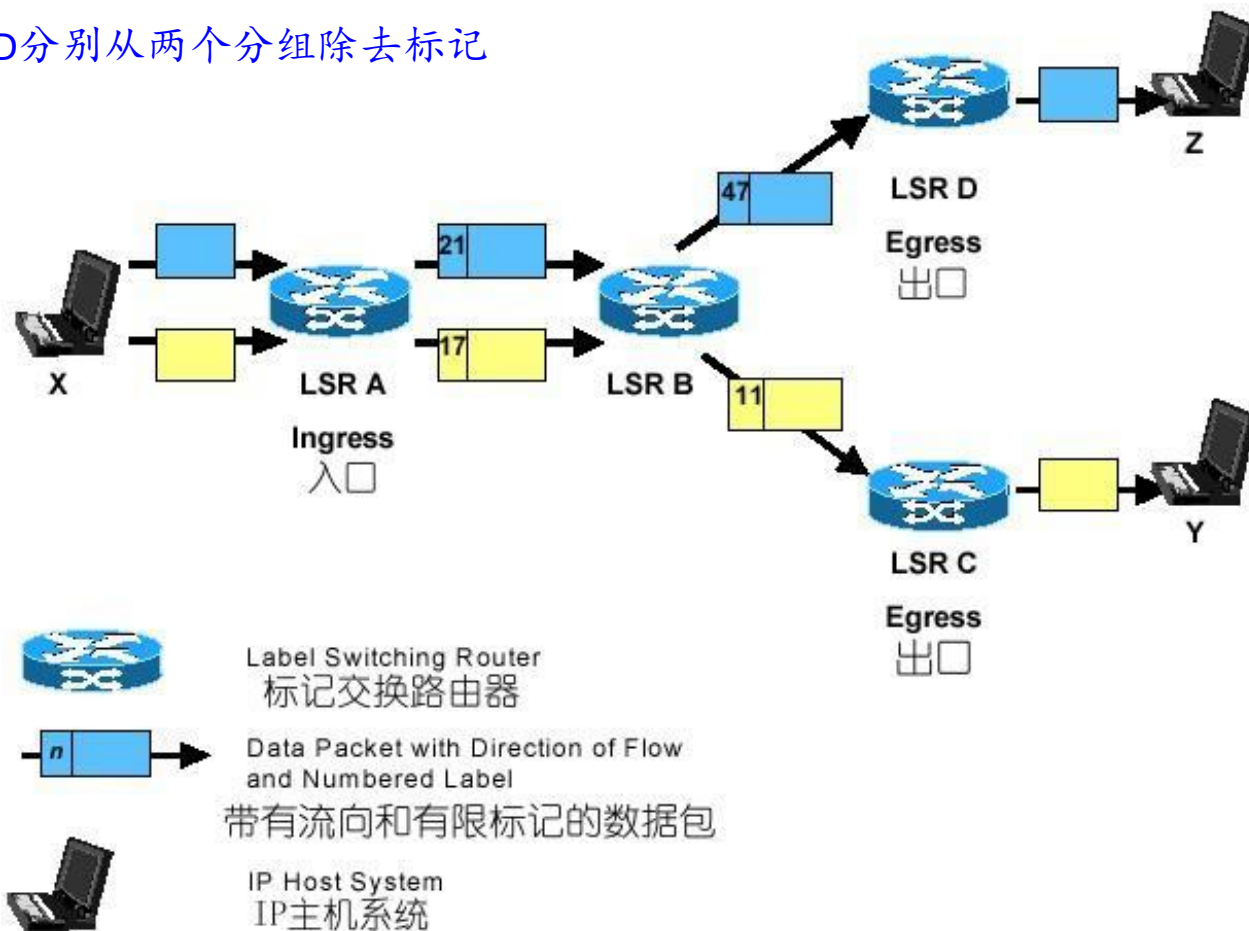 D分别从两个分组除去标记
Z
LSR D
Egress
出口
47
21
17
X
LSR A
LSR B
Ingress
入口
11
Y
LSR C
Egress
出口
Label Switching Router
标记交换路由器
n
Data Packet with Direction of Flow
and Numbered Label
带有流向和有限标记的数据包
IP Host System
IP主机系统